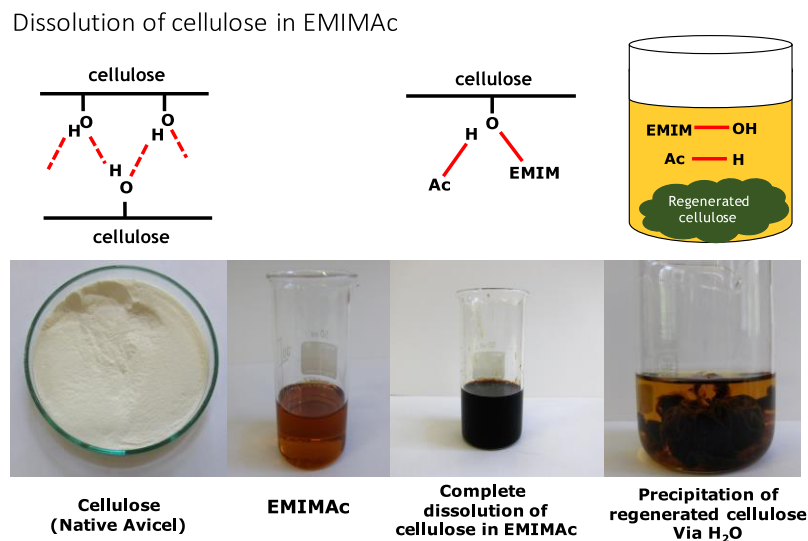 Dissolution of cellulose in EMIMAc
cellulose
O
H
O
H
H
O
cellulose
cellulose
O
H
Ac
EMIM
EMIM OH
Ac H
Regenerated
cellulose
Cellulose
(Native Avicel)
EMIMAc
Complete
dissolution of
cellulose in EMIMAc
Precipitation of
regenerated cellulose
Via H₂O